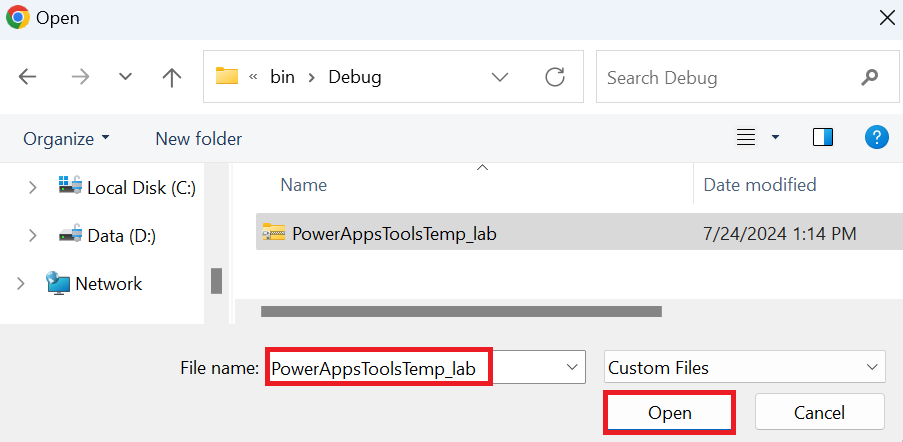 Open
« bin > Debug
Search Debug
Organize
New folder
?
Name
Date modified
Local Disk (C:)
Data (D:)
Network
PowerAppsToolsTemp_lab
7/24/2024 1:14 PM
File name:
PowerAppsToolsTemp_lab
Custom Files
Open
Cancel